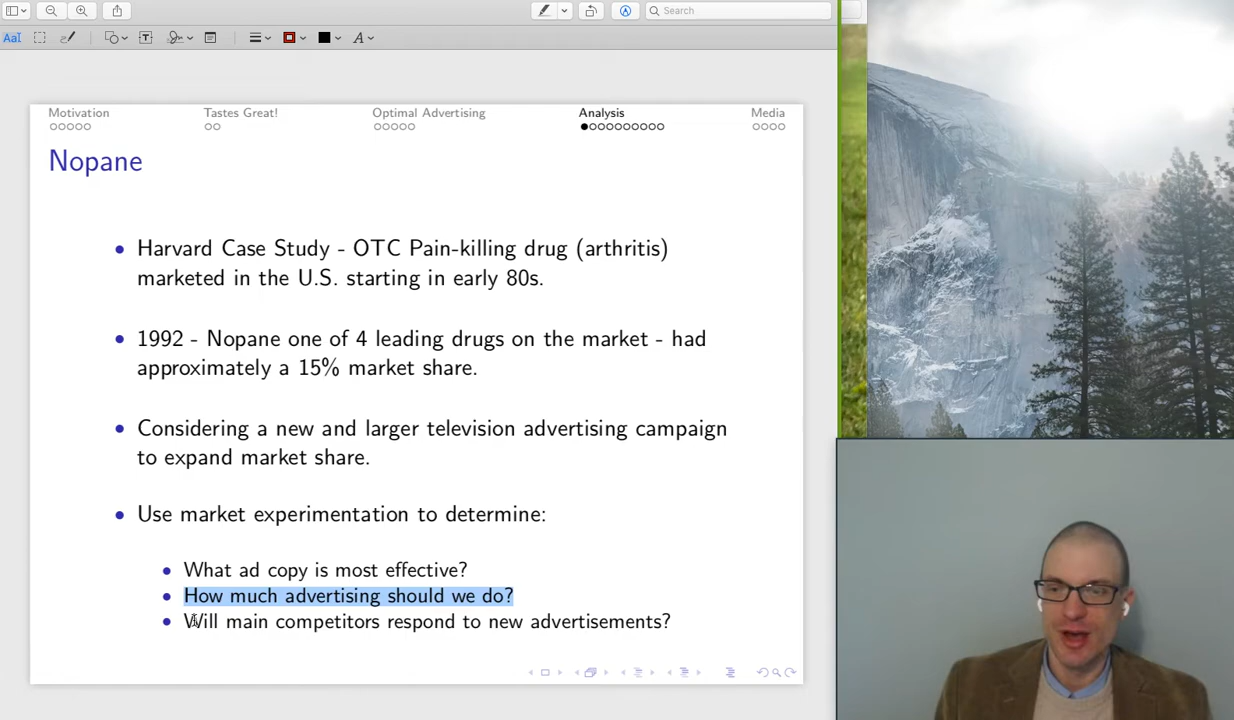 Search
AaI
T
A
Motivation Tastes Great! Optimal Advertising Analysis Media
Nopane
Harvard Case Study - OTC Pain-killing drug (arthritis)
marketed in the U.S. starting in early 80s.
1992 - Nopane one of 4 leading drugs on the market - had
approximately a 15% market share.
Considering a new and larger television advertising campaign
to expand market share.
Use market experimentation to determine:
What ad copy is most effective?
How much advertising should we do?
Will main competitors respond to new advertisements?